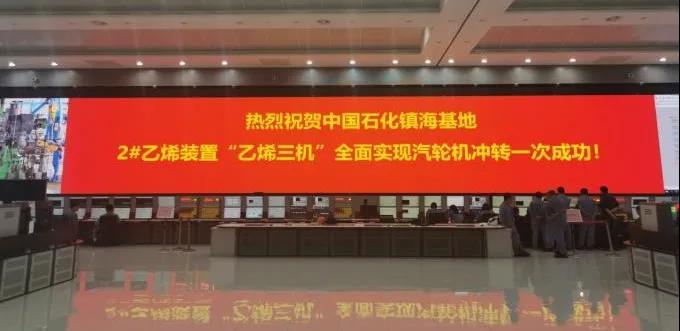 热烈祝贺中国石化镇海基地
2#乙烯装置“乙烯三机”全面实现汽轮机冲转一次成功！